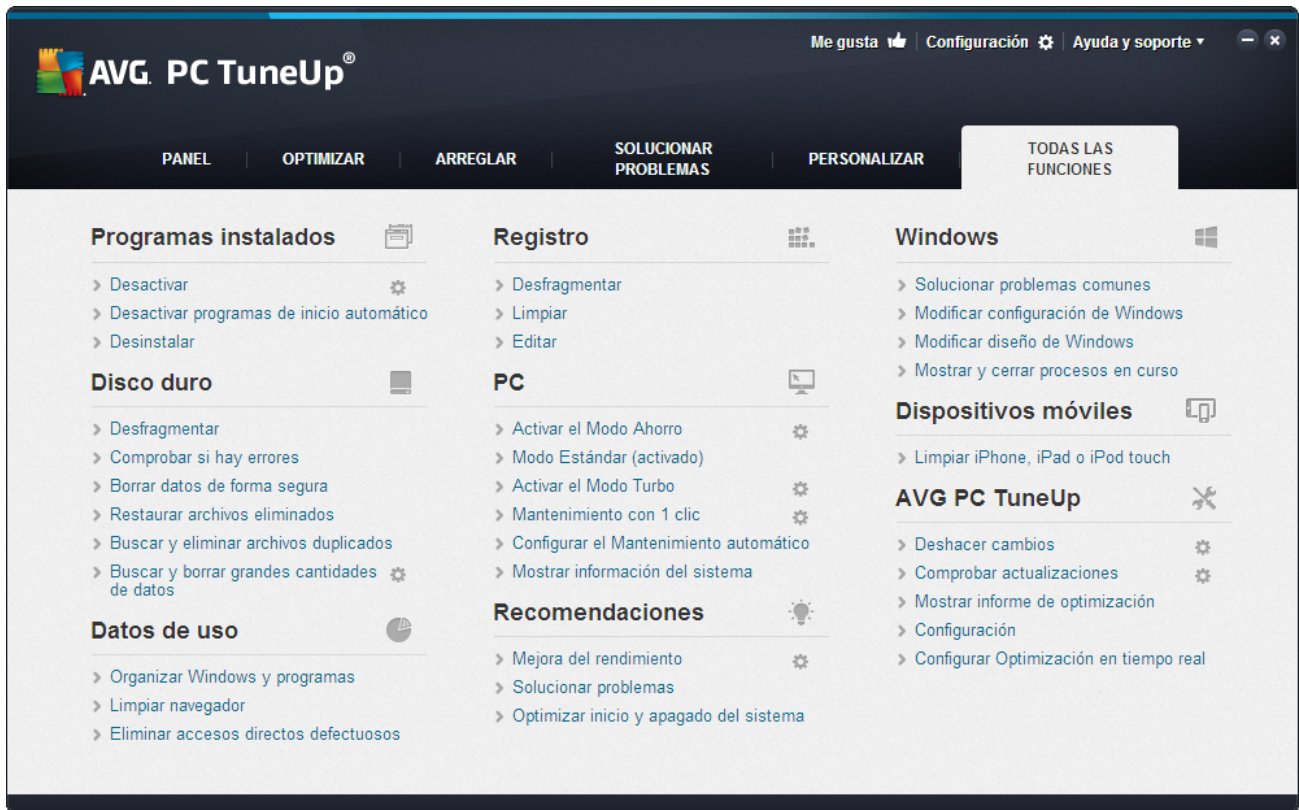 Me gusta Configuración Ayuda y soporte
AVG. PC TuneUp®
PANEL
OPTIMIZAR
ARREGLAR
SOLUCIONAR
PROBLEMAS
PERSONALIZAR
TODAS LAS
FUNCIONES
Programas instalados
Desactivar
Desactivar programas de inicio automático
Desinstalar
Disco duro
Desfragmentar
Comprobar si hay errores
Borrar datos de forma segura
Restaurar archivos eliminados
Buscar y eliminar archivos duplicados
Buscar y borrar grandes cantidades
de datos
Datos de uso
Organizar Windows y programas
Limpiar navegador
Eliminar accesos directos defectuosos
Registro
Desfragmentar
Limpiar
Editar
PC
Activar el Modo Ahorro
Modo Estándar (activado)
Activar el Modo Turbo
Mantenimiento con 1 clic
Configurar el Mantenimiento automático
Mostrar información del sistema
Recomendaciones
Mejora del rendimiento
Solucionar problemas
Optimizar inicio y apagado del sistema
Windows
Solucionar problemas comunes
Modificar configuración de Windows
Modificar diseño de Windows
Mostrar y cerrar procesos en curso
Dispositivos móviles
Limpiar iPhone, iPad o iPod touch
AVG PC TuneUp
Deshacer cambios
Comprobar actualizaciones
Mostrar informe de optimización
Configuración
Configurar Optimización en tiempo real